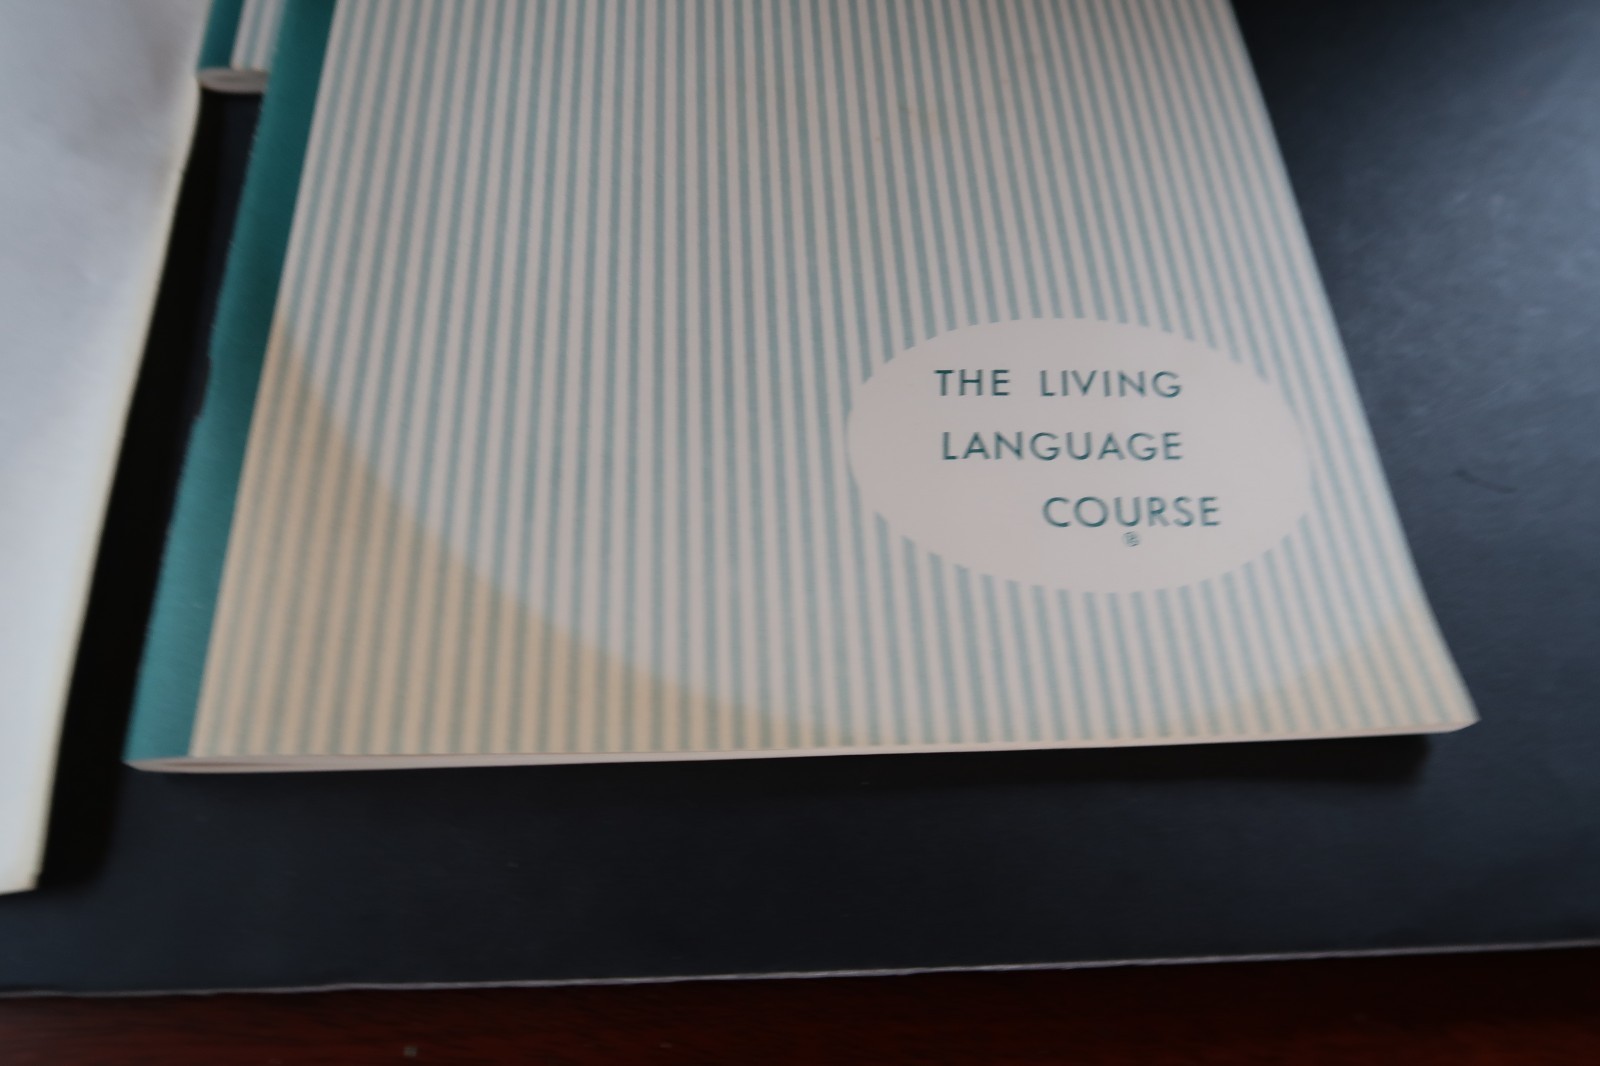 THE LIVING
LANGUAGE
COURSE
®